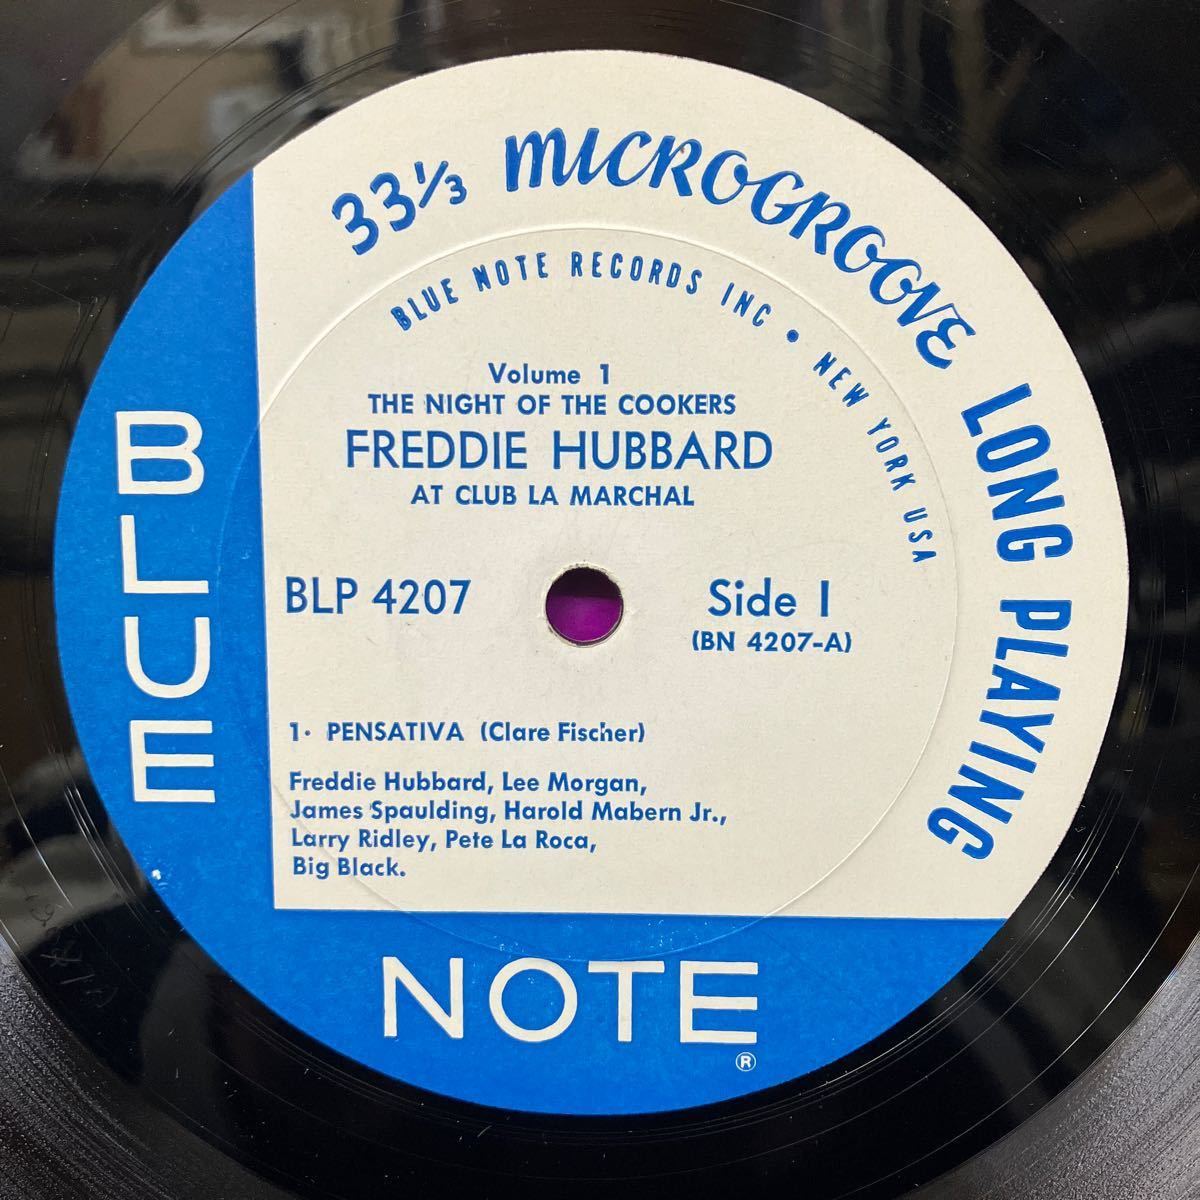 33⅓ MICROGROOVE LONG PLAYING
BLUE NOTE RECORDS INC • NEW YORK USA
Volume 1
THE NIGHT OF THE COOKERS
FREDDIE HUBBARD
AT CLUB LA MARCHAL
BLP 4207
Side I
(BN 4207-A)
1. PENSATIVA (Clare Fischer)
Freddie Hubbard, Lee Morgan,
James Spaulding, Harold Mabern Jr.,
Larry Ridley, Pete La Roca,
Big Black.
BLUE
NOTE
®